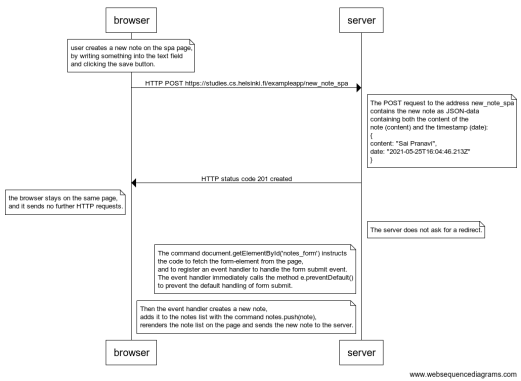 browser
server
user creates a new note on the spa page,
by writing something into the text field
and clicking the save button.
HTTP POST https://studies.cs.helsinki.fi/exampleapp/new_note_spa
The POST request to the address new_note_spa
contains the new note as JSON-data
containing both the content of the
note (content) and the timestamp (date):
{
content: "Sai Pranavi",
date: "2021-05-25T16:04:46.213Z"
}
HTTP status code 201 created
the browser stays on the same page,
and it sends no further HTTP requests.
The server does not ask for a redirect.
The command document.getElementById('notes_form') instructs
the code to fetch the form-element from the page,
and to register an event handler to handle the form submit event.
The event handler immediately calls the method e.preventDefault()
to prevent the default handling of form submit.
Then the event handler creates a new note,
adds it to the notes list with the command notes.push(note),
rerenders the note list on the page and sends the new note to the server.
browser
server
www.websequencediagrams.com